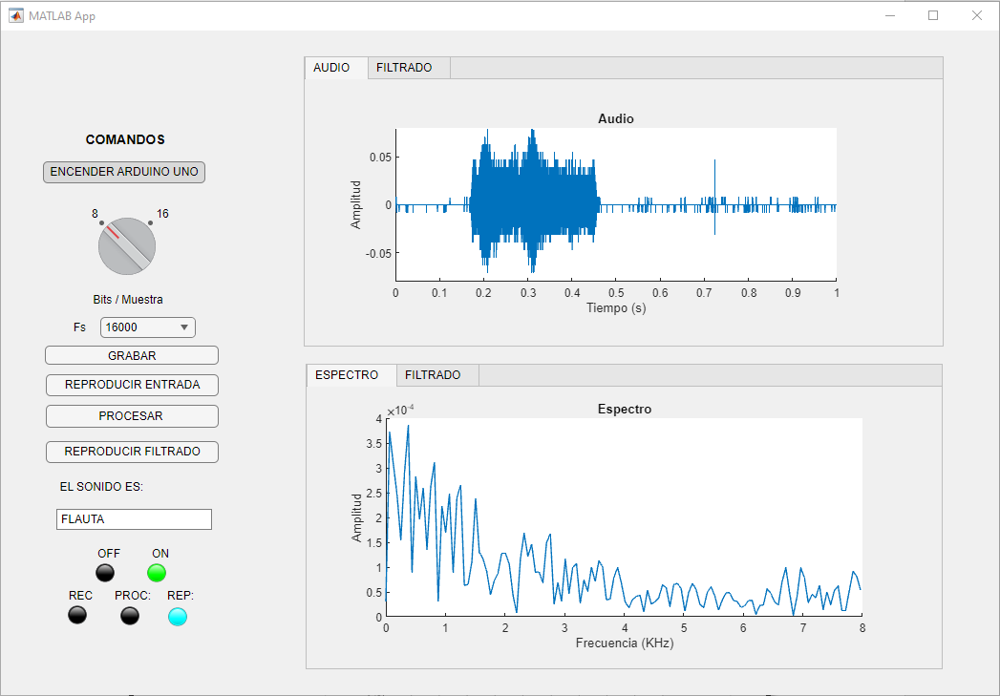 MATLAB App
COMANDOS
ENCENDER ARDUINO UNO
8 16
Bits / Muestra
Fs 16000
GRABAR
REPRODUCIR ENTRADA
PROCESAR
REPRODUCIR FILTRADO
EL SONIDO ES:
FLAUTA
OFF ON
REC PROC: REP:
AUDIO FILTRADO
Audio
Amplitud
0.05
0
-0.05
0 0.1 0.2 0.3 0.4 0.5 0.6 0.7 0.8 0.9 1
Tiempo (s)
ESPECTRO FILTRADO
Espectro
×10⁻⁴
Amplitud
4
3.5
3
2.5
2
1.5
1
0.5
0
0 1 2 3 4 5 6 7 8
Frecuencia (KHz)